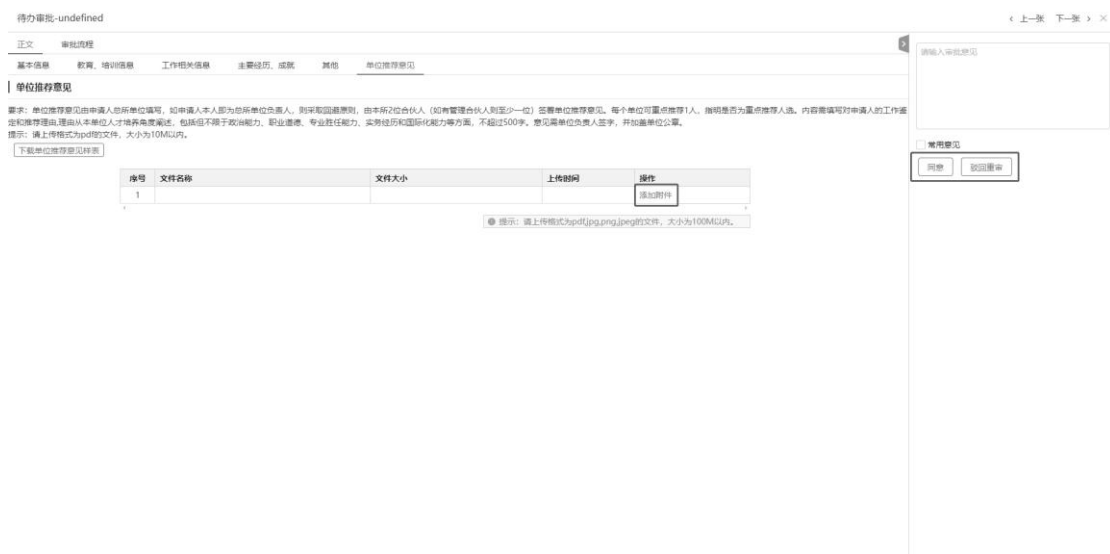 待办审批-undefined
‹ 上一张 下一张 › ×
正文 审批流程
请输入审批意见
基本信息 教育、培训信息 工作相关信息 主要经历、成就 其他 单位推荐意见
单位推荐意见
要求：单位推荐意见由申请人总所单位填写，如申请人本人即为总所单位负责人，则采取回避原则，由本所2位合伙人（如有管理合伙人则至少一位）签署单位推荐意见。每个单位可重点推荐1人，指明是否为重点推荐人选。内容需填写对申请人的工作鉴
定和推荐理由,理由从本单位人才培养角度阐述，包括但不限于政治能力、职业道德、专业胜任能力、实务经历和国际化能力等方面，不超过500字。意见需单位负责人签字，并加盖单位公章。
提示：请上传格式为pdf的文件，大小为10M以内。
常用意见
下载单位推荐意见样表
同意 驳回重审
序号 文件名称 文件大小 上传时间 操作
1 添加附件
提示：请上传格式为pdf,jpg,png,jpeg的文件，大小为100M以内。